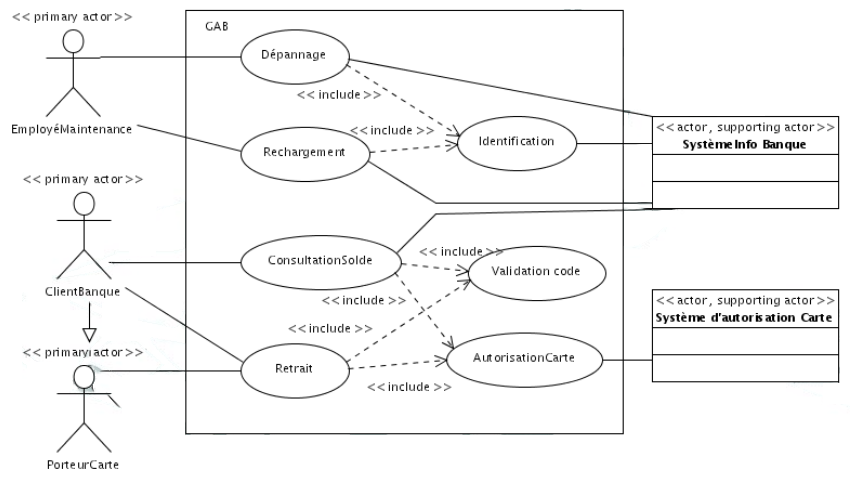 << primary actor >>
GAB
Dépannage
<< include >>
EmployéMaintenance
<< include >>
Rechargement
Identification
<< actor, supporting actor >>
SystèmeInfo Banque
<< primary actor >>
ClientBanque
ConsultationSolde
<< include >>
Validation code
<< include >>
<< include >>
<< actor, supporting actor >>
Système d'autorisation Carte
<< primary actor >>
Retrait
AutorisationCarte
<< include >>
PorteurCarte